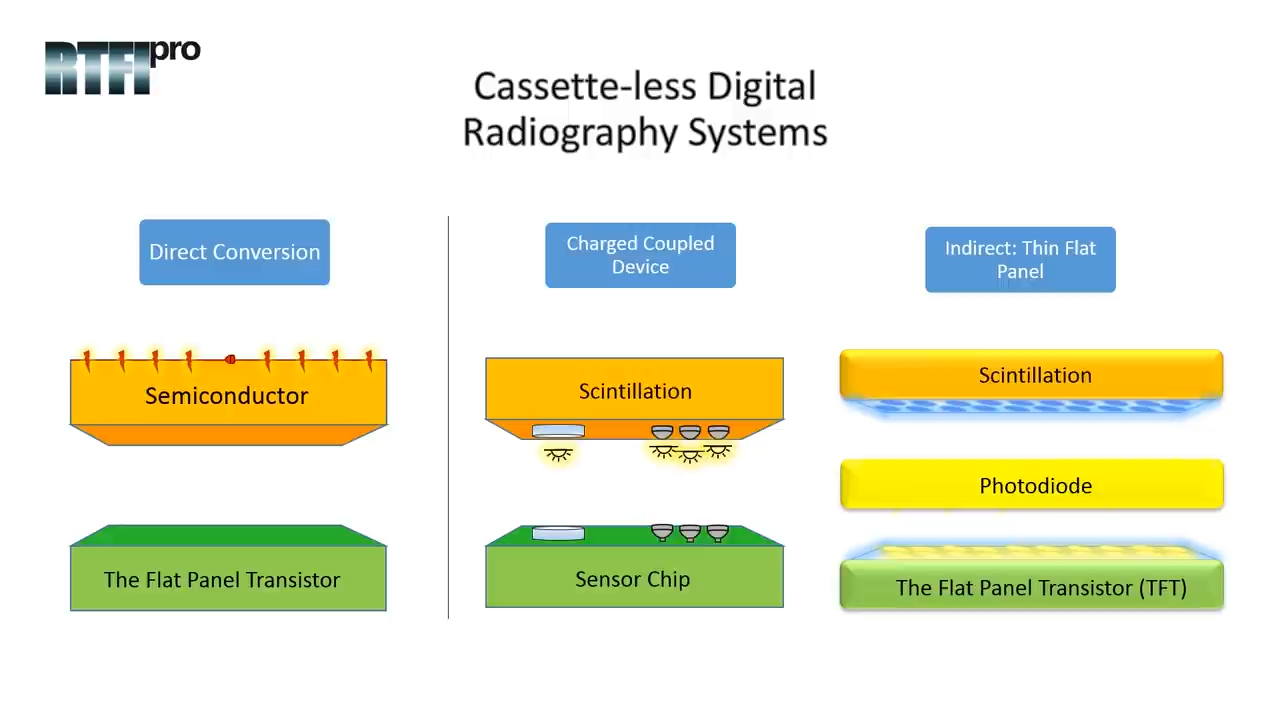 RTFI pro
Cassette-less Digital
Radiography Systems
Direct Conversion
Semiconductor
The Flat Panel Transistor
Charged Coupled
Device
Scintillation
Sensor Chip
Indirect: Thin Flat
Panel
Scintillation
Photodiode
The Flat Panel Transistor (TFT)